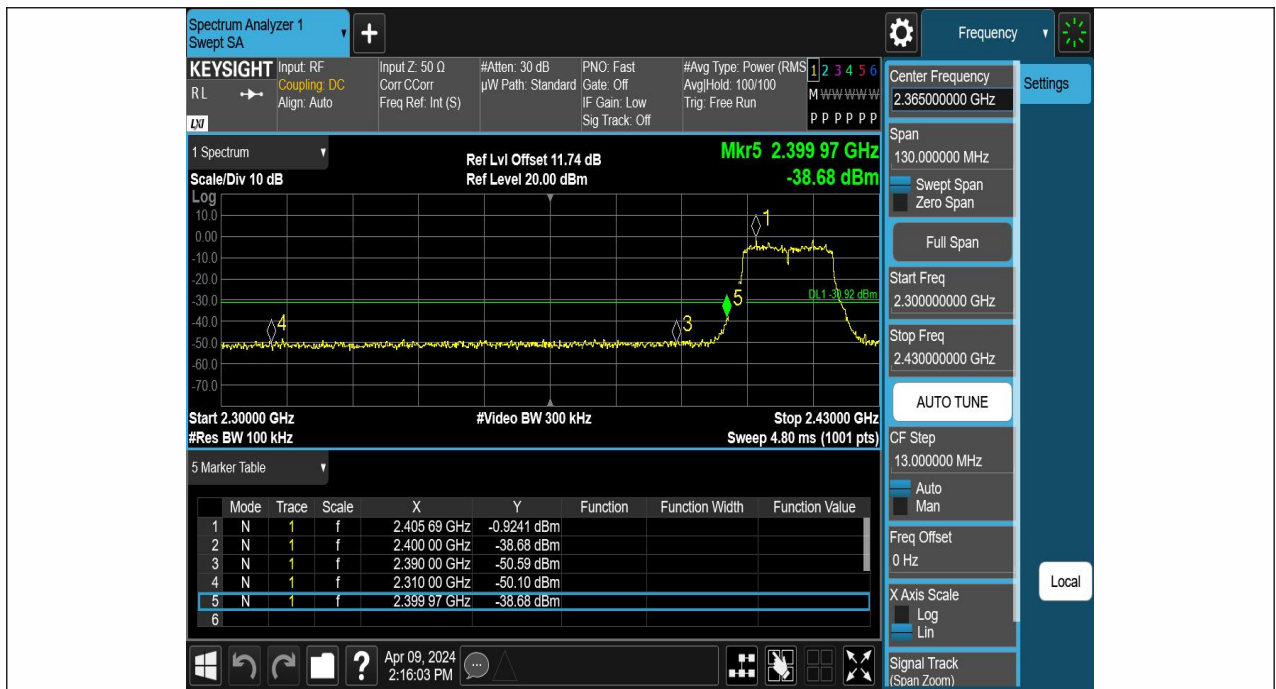 Spectrum Analyzer 1
Swept SA
+
Frequency
KEYSIGHT
RL
LXI
Input: RF
Coupling: DC
Align: Auto
Input Z: 50 Ω
Corr CCorr
Freq Ref: Int (S)
#Atten: 30 dB
µW Path: Standard
PNO: Fast
Gate: Off
IF Gain: Low
Sig Track: Off
#Avg Type: Power (RMS
Avg|Hold: 100/100
Trig: Free Run
1 2 3 4 5 6
M W W W W W
P P P P P P
1 Spectrum
Scale/Div 10 dB
Ref Lvl Offset 11.74 dB
Ref Level 20.00 dBm
Mkr5 2.399 97 GHz
-38.68 dBm
Log
10.0
0.00
-10.0
-20.0
-30.0
-40.0
-50.0
-60.0
-70.0
1
5
DL1 -30.92 dBm
4
3
Start 2.30000 GHz
#Video BW 300 kHz
Stop 2.43000 GHz
#Res BW 100 kHz
Sweep 4.80 ms (1001 pts)
5 Marker Table
Mode Trace Scale X Y Function Function Width Function Value
1 N 1 f 2.405 69 GHz -0.9241 dBm
2 N 1 f 2.400 00 GHz -38.68 dBm
3 N 1 f 2.390 00 GHz -50.59 dBm
4 N 1 f 2.310 00 GHz -50.10 dBm
5 N 1 f 2.399 97 GHz -38.68 dBm
6
?
Apr 09, 2024
2:16:03 PM
Center Frequency
2.365000000 GHz
Span
130.000000 MHz
Swept Span
Zero Span
Full Span
Start Freq
2.300000000 GHz
Stop Freq
2.430000000 GHz
AUTO TUNE
CF Step
13.000000 MHz
Auto
Man
Freq Offset
0 Hz
X Axis Scale
Log
Lin
Signal Track
(Span Zoom)
Settings
Local